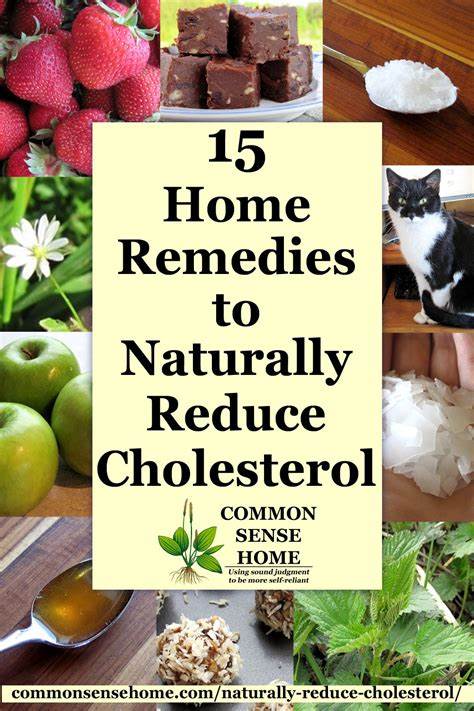 15
Home
Remedies
to
Naturally
Reduce
Cholesterol
COMMON
SENSE
HOME
Using sound judgment
to be more self-reliant
commonsensehome.com/naturally-reduce-cholesterol/